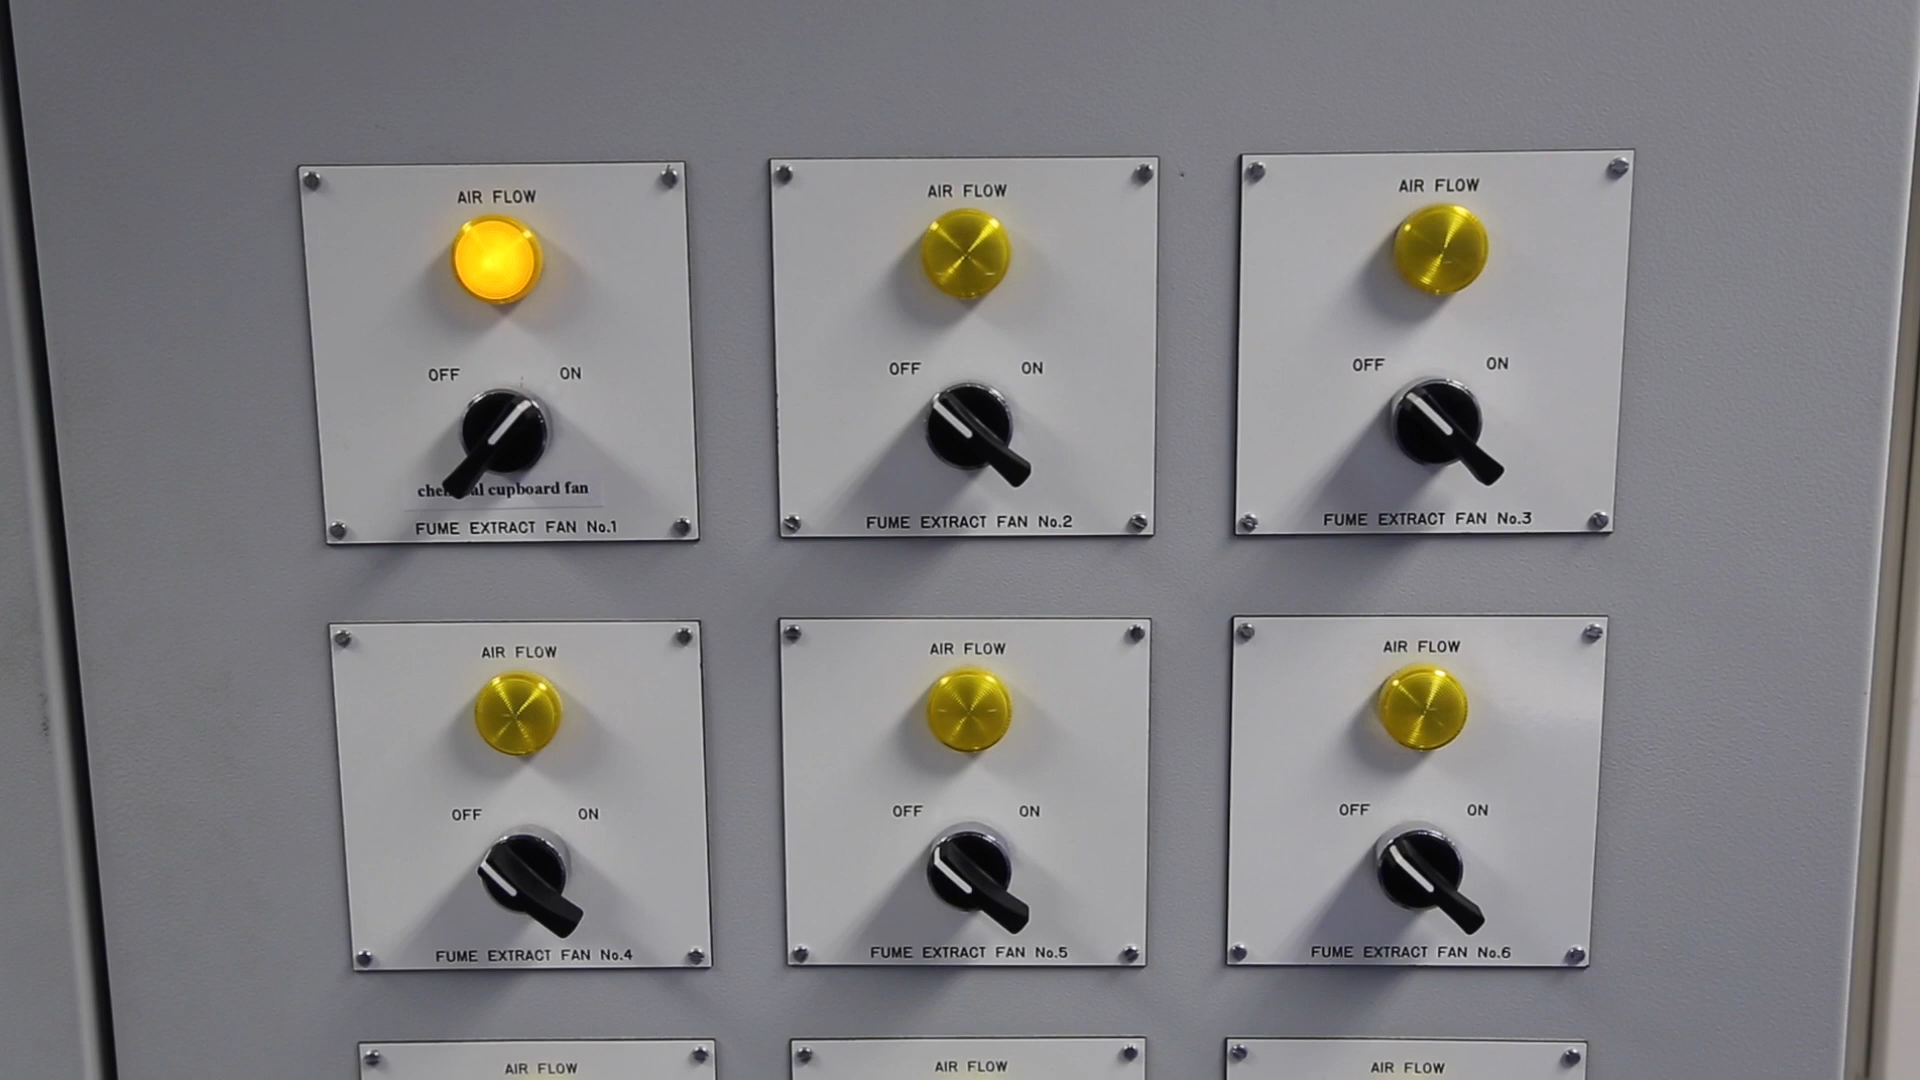 AIR FLOW
OFF ON
cupboard fan
FUME EXTRACT FAN No.1
AIR FLOW
OFF ON
FUME EXTRACT FAN No.2
AIR FLOW
OFF ON
FUME EXTRACT FAN No.3
AIR FLOW
OFF ON
FUME EXTRACT FAN No.4
AIR FLOW
OFF ON
FUME EXTRACT FAN No.5
AIR FLOW
OFF ON
FUME EXTRACT FAN No.6
AIR FLOW
AIR FLOW
AIR FLOW